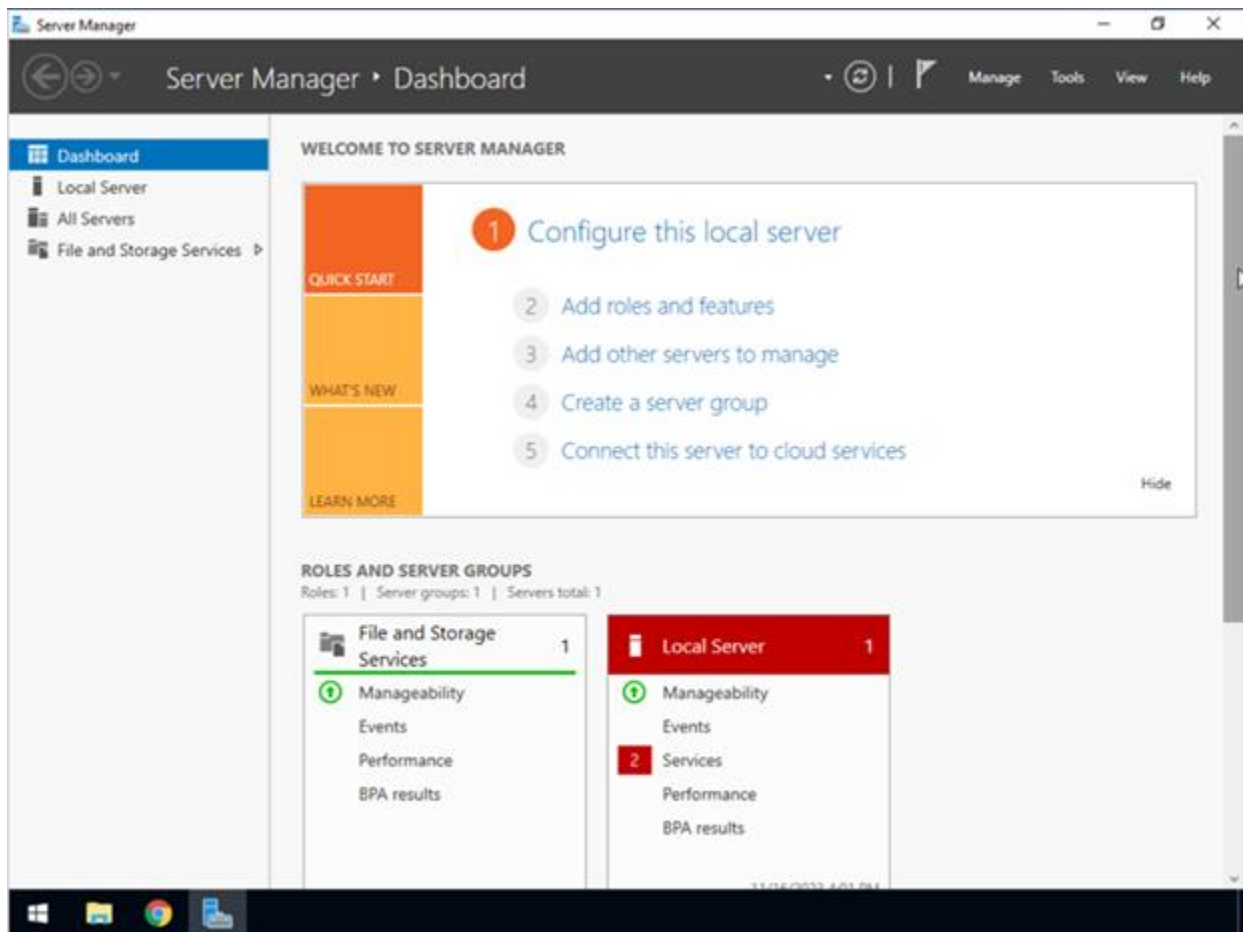 Server Manager
Server Manager • Dashboard
Manage Tools View Help
Dashboard
Local Server
All Servers
File and Storage Services
WELCOME TO SERVER MANAGER
QUICK START
WHAT'S NEW
LEARN MORE
1 Configure this local server
2 Add roles and features
3 Add other servers to manage
4 Create a server group
5 Connect this server to cloud services
Hide
ROLES AND SERVER GROUPS
Roles: 1 | Server groups: 1 | Servers total: 1
File and Storage
Services 1
Manageability
Events
Performance
BPA results
Local Server 1
Manageability
Events
2 Services
Performance
BPA results